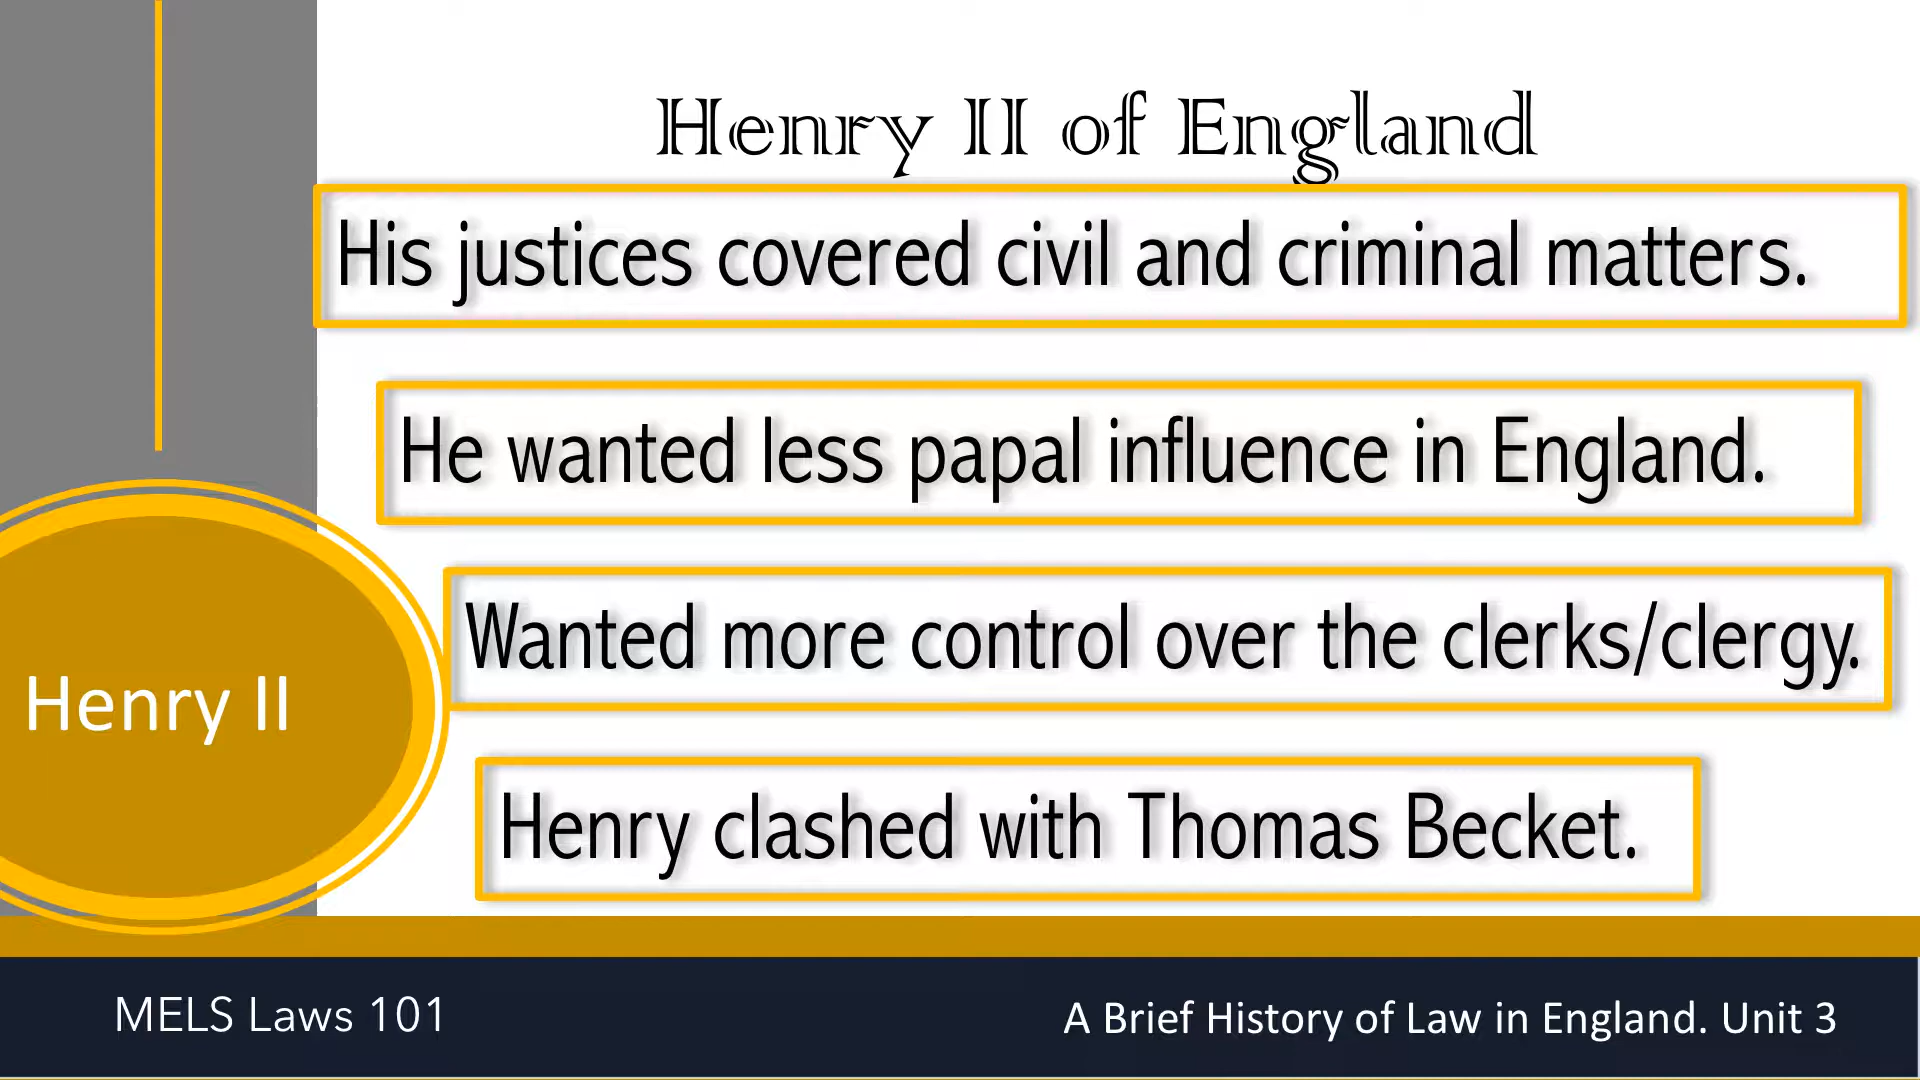 Henry II of England
His justices covered civil and criminal matters.
He wanted less papal influence in England.
Wanted more control over the clerks/clergy.
Henry clashed with Thomas Becket.
Henry II
MELS Laws 101
A Brief History of Law in England. Unit 3